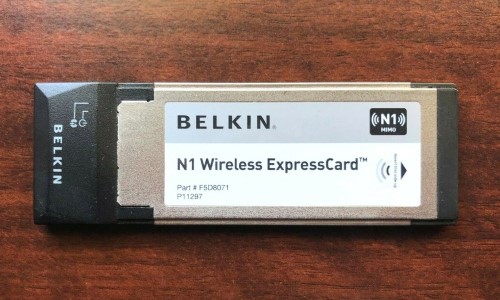 BELKIN
BELKIN®
N1
MIMO
N1 Wireless ExpressCard™
Part # F5D8071
P11297